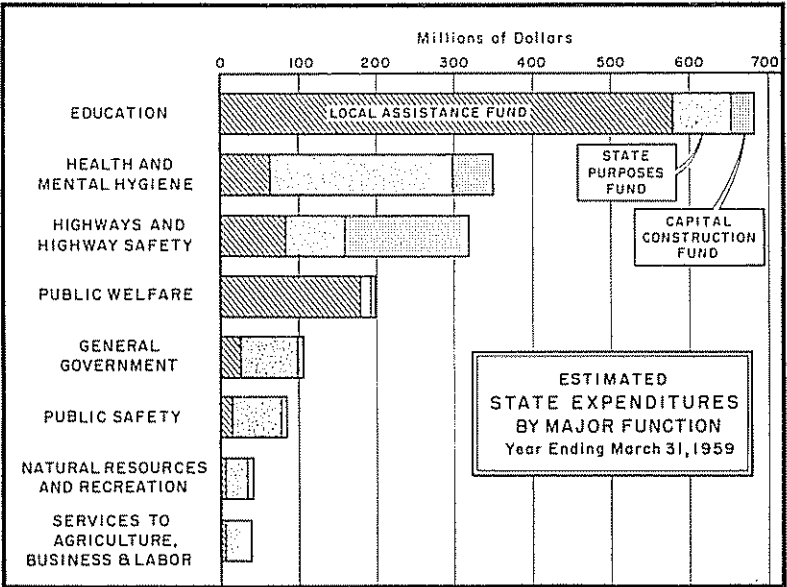 Millions of Dollars
0 100 200 300 400 500 600 700
EDUCATION
LOCAL ASSISTANCE FUND
HEALTH AND
MENTAL HYGIENE
STATE
PURPOSES
FUND
HIGHWAYS AND
HIGHWAY SAFETY
CAPITAL
CONSTRUCTION
FUND
PUBLIC WELFARE
GENERAL
GOVERNMENT
ESTIMATED
STATE EXPENDITURES
BY MAJOR FUNCTION
Year Ending March 31, 1959
PUBLIC SAFETY
NATURAL RESOURCES
AND RECREATION
SERVICES TO
AGRICULTURE,
BUSINESS & LABOR